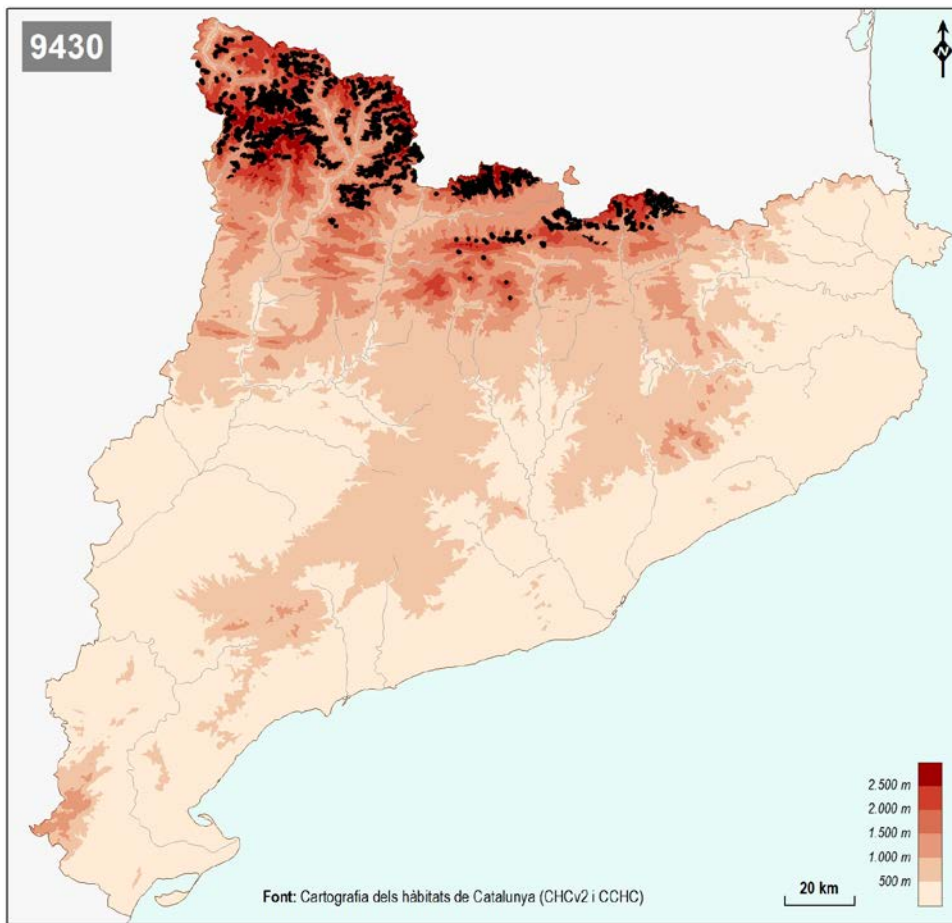 9430
N
2.500 m
2.000 m
1.500 m
1.000 m
500 m
Font: Cartografia dels hàbitats de Catalunya (CHCv2 i CCHC)
20 km